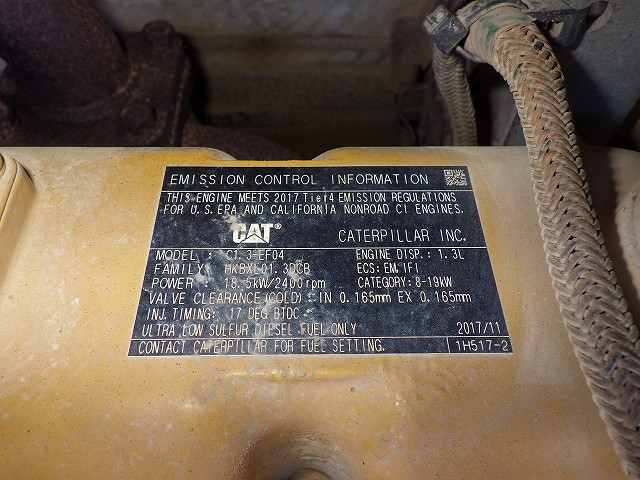 EMISSION CONTROL INFORMATION
THIS ENGINE MEETS 2017 Tier4 EMISSION REGULATIONS
FOR U.S.EPA AND CALIFORNIA NONROAD CI ENGINES.
CAT® CATERPILLAR INC.
MODEL : C1.3-EF04 ENGINE DISP.: 1.3L
FAMILY : HKBXL01.3DCB ECS: EM,IFI
POWER : 18.5kW/2400rpm CATEGORY: 8-19kW
VALVE CLEARANCE(COLD): IN 0.165mm EX 0.165mm
INJ.TIMING: 17 DEG BTDC
ULTRA LOW SULFUR DIESEL FUEL ONLY 2017/11
CONTACT CATERPILLAR FOR FUEL SETTING. 1H517-2